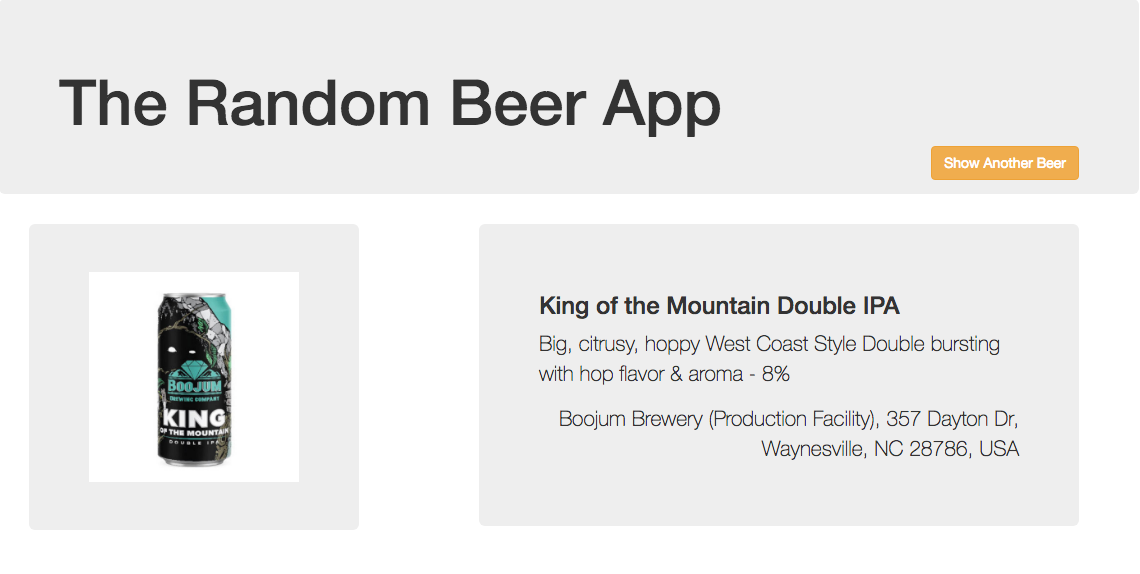 The Random Beer App
Show Another Beer
BOOJUM
BREWING COMPANY
KING
OF THE MOUNTAIN
DOUBLE IPA
King of the Mountain Double IPA
Big, citrusy, hoppy West Coast Style Double bursting
with hop flavor & aroma - 8%
Boojum Brewery (Production Facility), 357 Dayton Dr,
Waynesville, NC 28786, USA